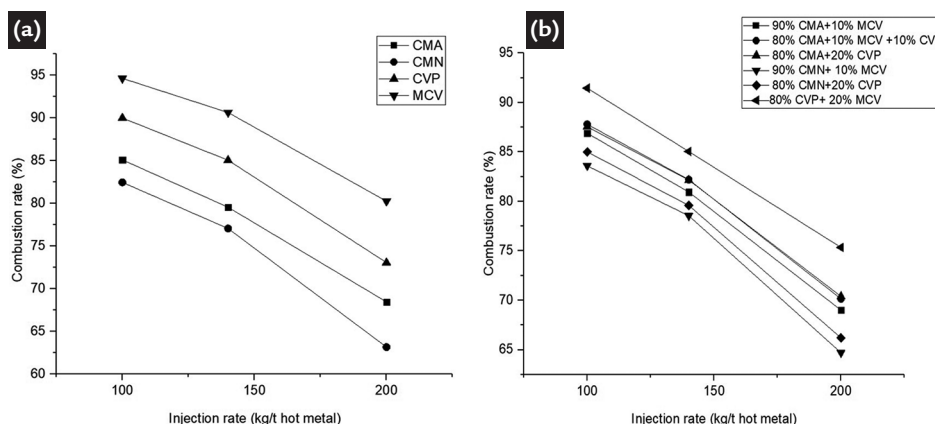 (a)
CMA
CMN
CVP
MCV
95
90
85
80
75
70
65
60
100
150
200
Combustion rate (%)
Injection rate (kg/t hot metal)
(b)
90% CMA+10% MCV
80% CMA+10% MCV +10% CV
80% CMA+20% CVP
90% CMN+ 10% MCV
80% CMN+20% CVP
80% CVP+ 20% MCV
95
90
85
80
75
70
65
100
150
200
Combustion rate (%)
Injection rate (kg/t hot metal)